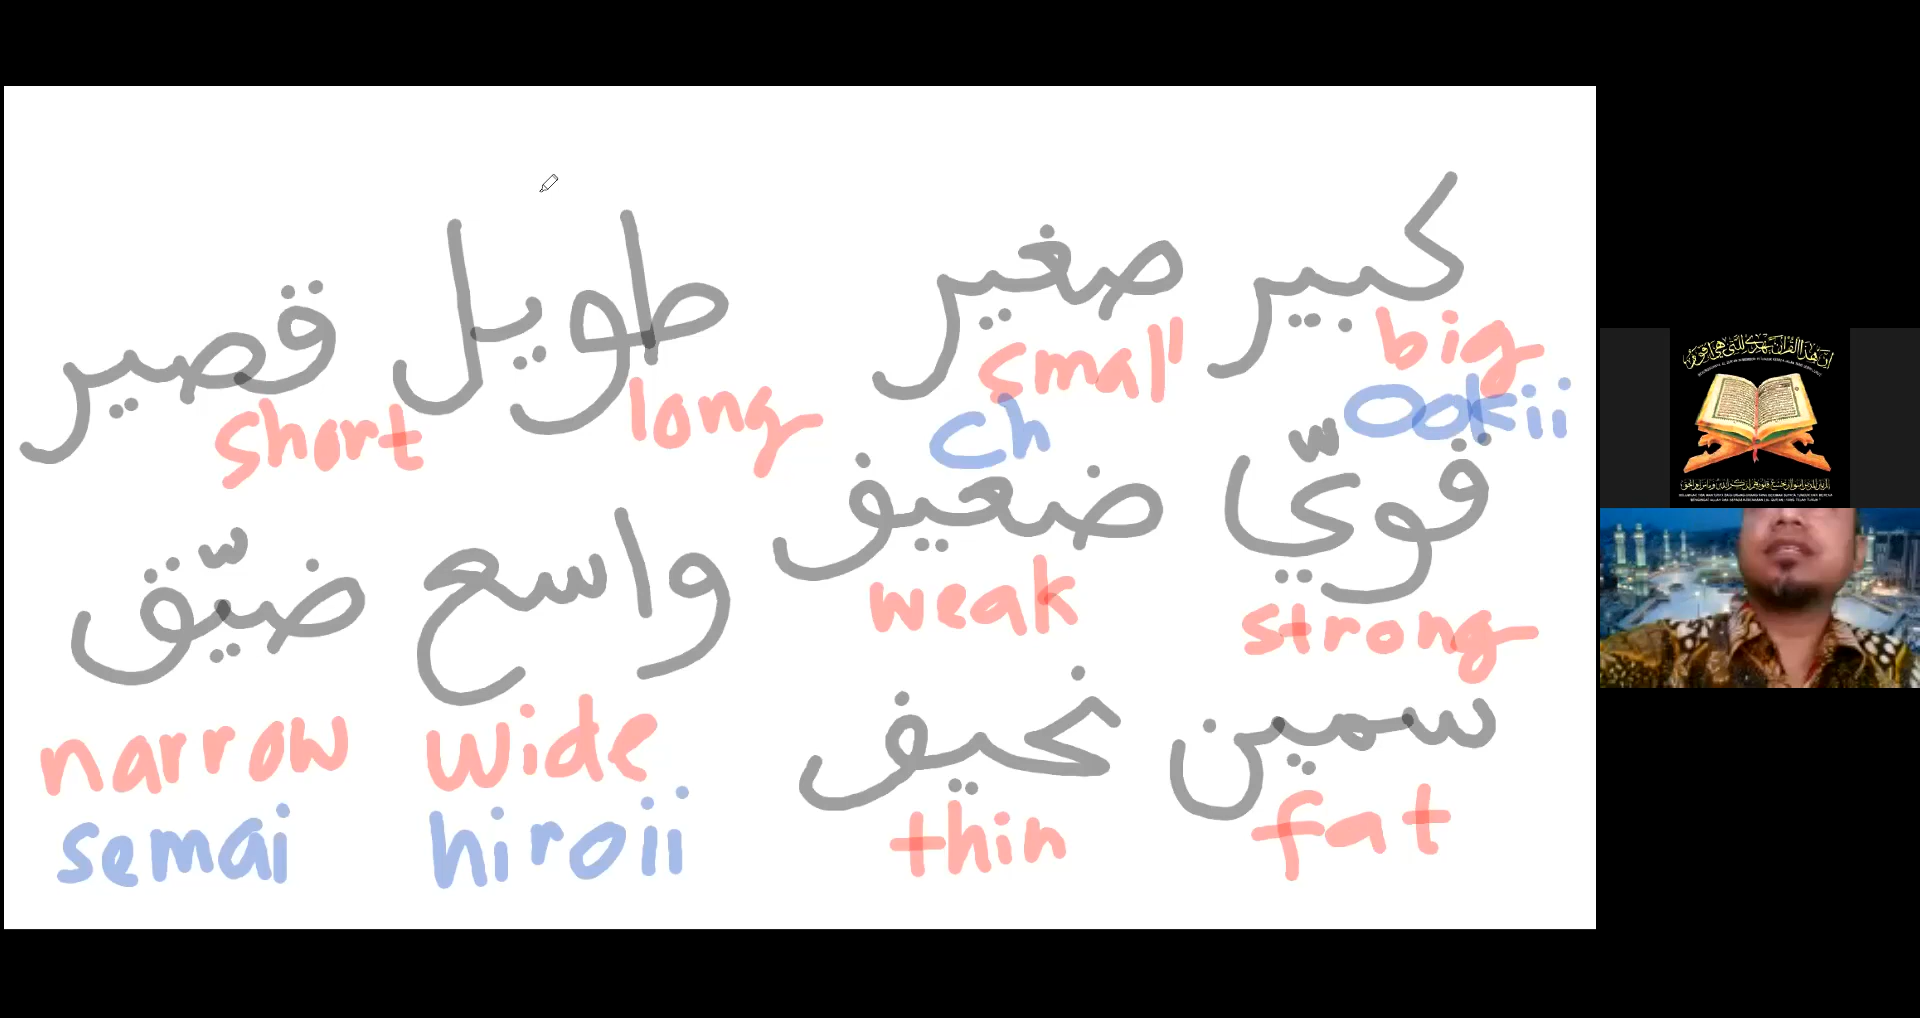 كبير صغير طويل قصير
big small long short
Ookii Ch
قويّ ضعيف واسع ضيّق
strong weak wide narrow
hiroii semai
سمين نحيف
fat thin